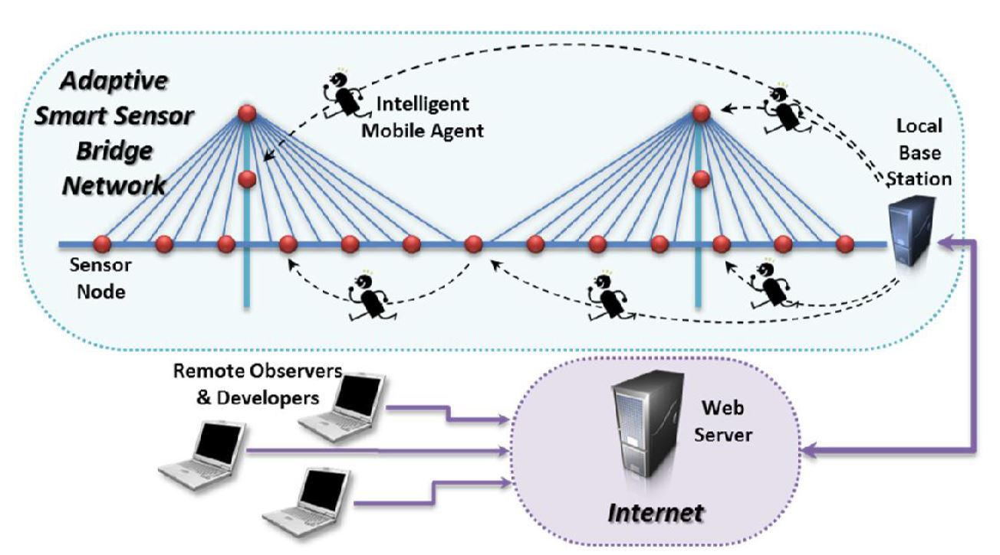 Adaptive
Smart Sensor
Bridge
Network
Intelligent
Mobile Agent
Local
Base
Station
Sensor
Node
Remote Observers
& Developers
Web
Server
Internet